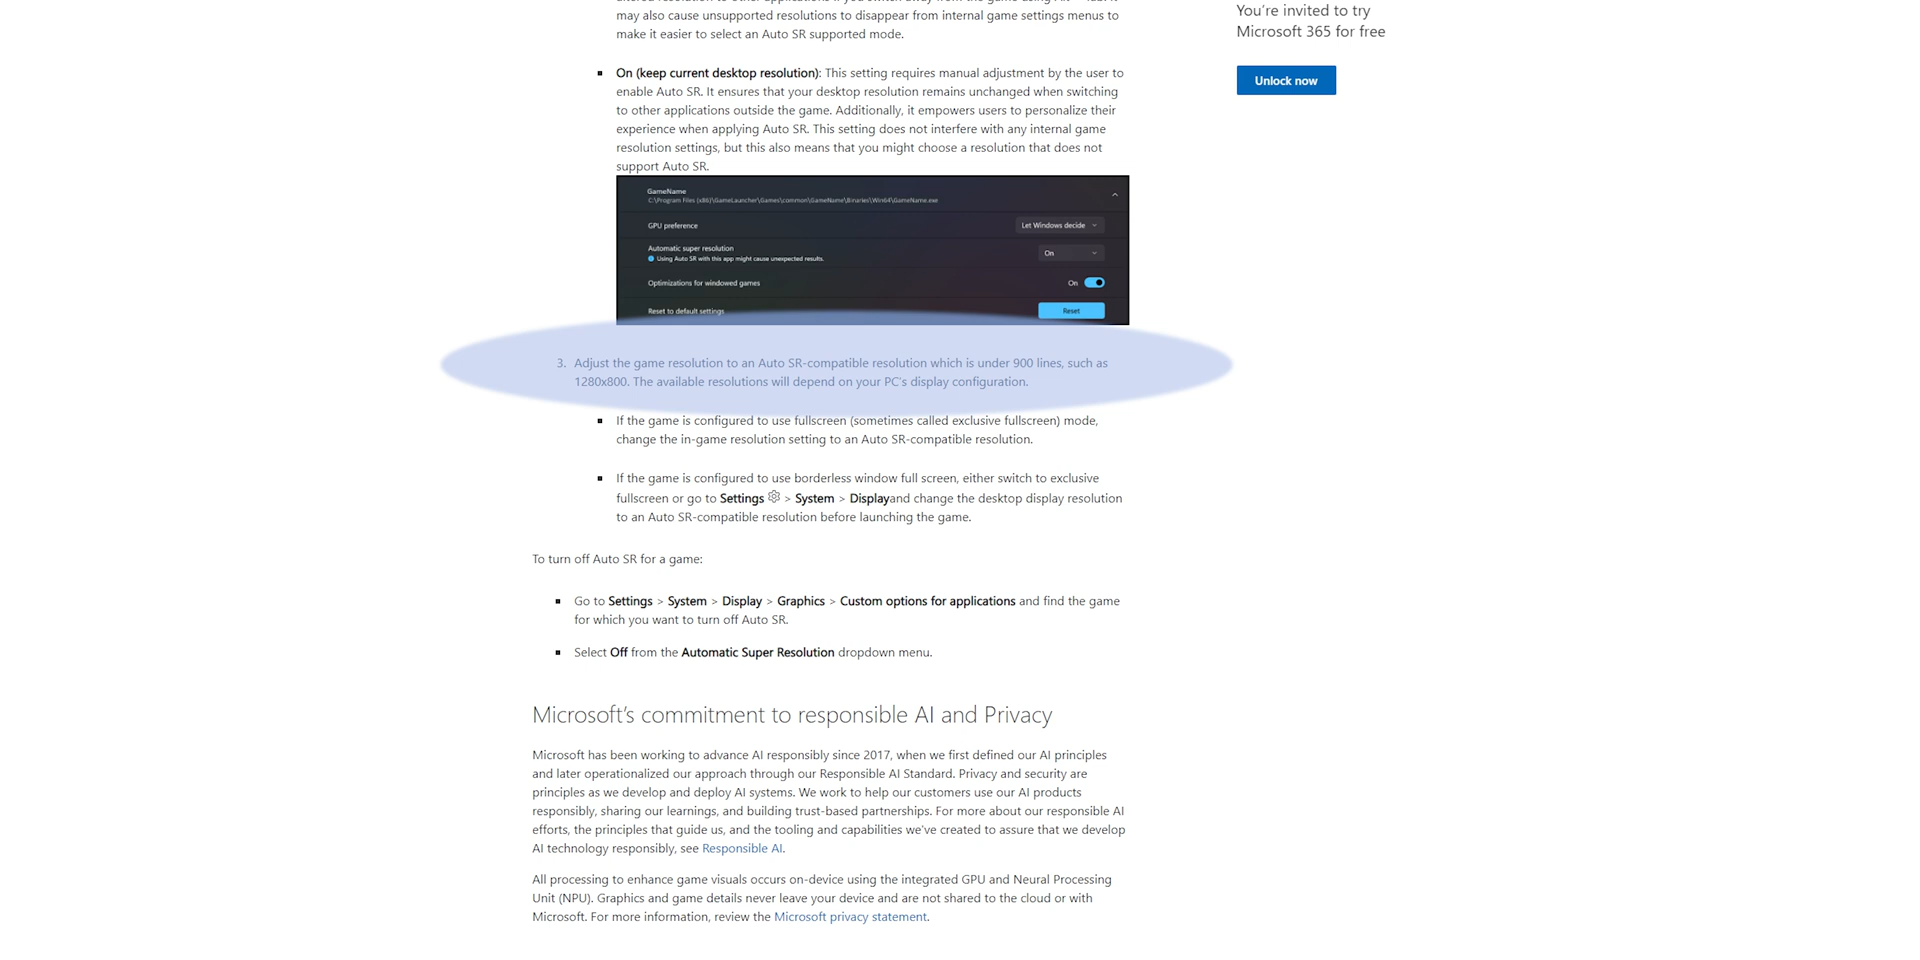 may also cause unsupported resolutions to disappear from internal game settings menus to
make it easier to select an Auto SR supported mode.
You're invited to try
Microsoft 365 for free
Unlock now
▪ On (keep current desktop resolution): This setting requires manual adjustment by the user to
enable Auto SR. It ensures that your desktop resolution remains unchanged when switching
to other applications outside the game. Additionally, it empowers users to personalize their
experience when applying Auto SR. This setting does not interfere with any internal game
resolution settings, but this also means that you might choose a resolution that does not
support Auto SR.
GameName
C:\Program Files (x86)\GameLauncher\Games\common\GameName\Binaries\Win64\GameName.exe
GPU preference
Let Windows decide
Automatic super resolution
Using Auto SR with this app might cause unexpected results.
On
Optimizations for windowed games
On
Reset to default settings
Reset
3. Adjust the game resolution to an Auto SR-compatible resolution which is under 900 lines, such as
1280x800. The available resolutions will depend on your PC's display configuration.
▪ If the game is configured to use fullscreen (sometimes called exclusive fullscreen) mode,
change the in-game resolution setting to an Auto SR-compatible resolution.
▪ If the game is configured to use borderless window full screen, either switch to exclusive
fullscreen or go to Settings > System > Displayand change the desktop display resolution
to an Auto SR-compatible resolution before launching the game.
To turn off Auto SR for a game:
▪ Go to Settings > System > Display > Graphics > Custom options for applications and find the game
for which you want to turn off Auto SR.
▪ Select Off from the Automatic Super Resolution dropdown menu.
Microsoft's commitment to responsible AI and Privacy
Microsoft has been working to advance AI responsibly since 2017, when we first defined our AI principles
and later operationalized our approach through our Responsible AI Standard. Privacy and security are
principles as we develop and deploy AI systems. We work to help our customers use our AI products
responsibly, sharing our learnings, and building trust-based partnerships. For more about our responsible AI
efforts, the principles that guide us, and the tooling and capabilities we've created to assure that we develop
AI technology responsibly, see Responsible AI.
All processing to enhance game visuals occurs on-device using the integrated GPU and Neural Processing
Unit (NPU). Graphics and game details never leave your device and are not shared to the cloud or with
Microsoft. For more information, review the Microsoft privacy statement.